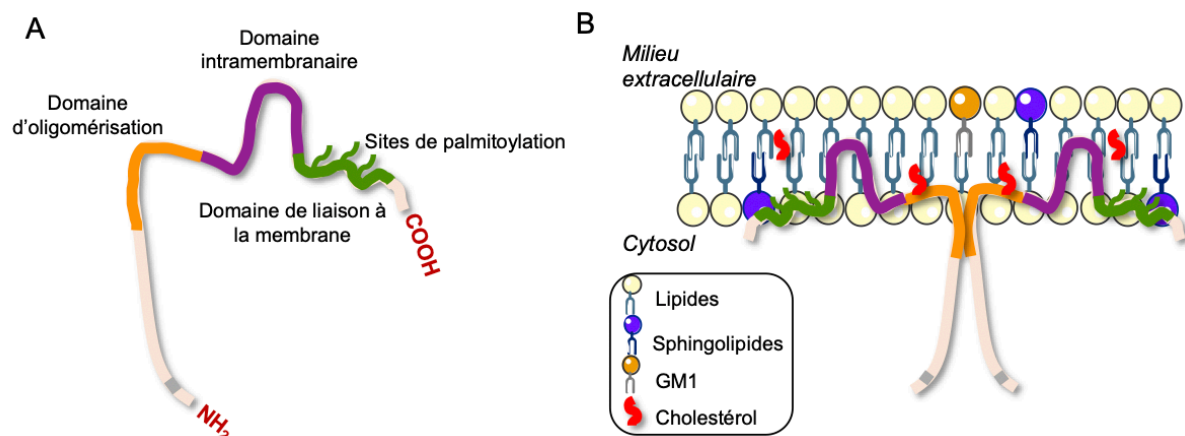 A
Domaine
intramembranaire
Domaine
d'oligomérisation
Sites de palmitoylation
Domaine de liaison à
la membrane
COOH
NH2
B
Milieu
extracellulaire
Cytosol
Lipides
Sphingolipides
GM1
Cholestérol